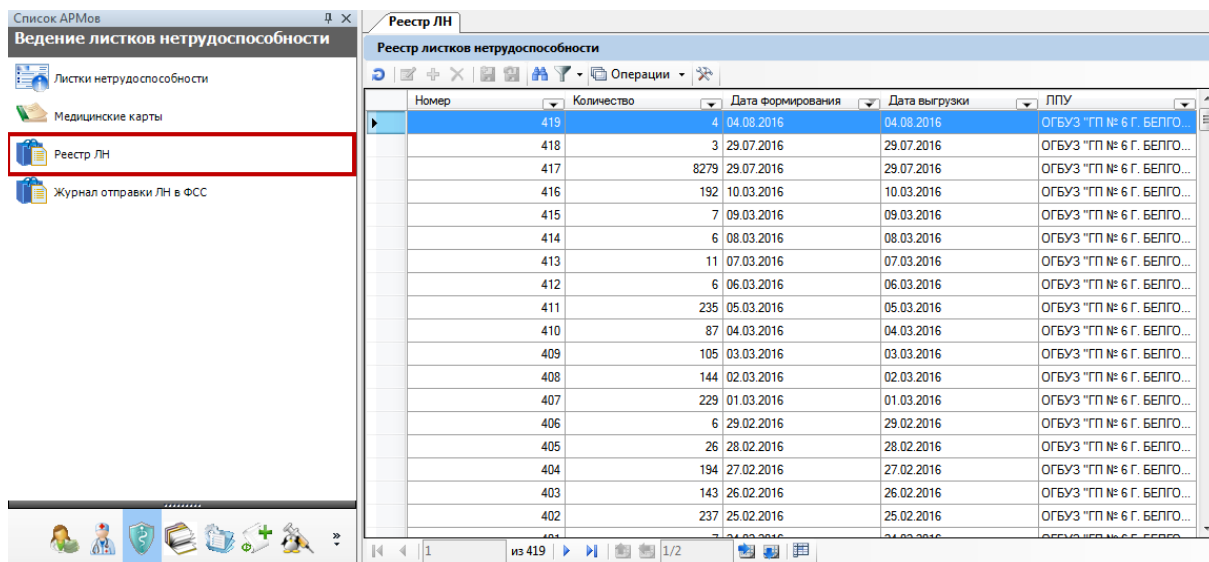 Список АРМов
Ведение листков нетрудоспособности
Листки нетрудоспособности
Медицинские карты
Реестр ЛН
Журнал отправки ЛН в ФСС
Реестр ЛН
Реестр листков нетрудоспособности
Операции
Номер Количество Дата формирования Дата выгрузки ЛПУ
419 4 04.08.2016 04.08.2016 ОГБУЗ "ГП № 6 Г. БЕЛГО...
418 3 29.07.2016 29.07.2016 ОГБУЗ "ГП № 6 Г. БЕЛГО...
417 8279 29.07.2016 29.07.2016 ОГБУЗ "ГП № 6 Г. БЕЛГО...
416 192 10.03.2016 10.03.2016 ОГБУЗ "ГП № 6 Г. БЕЛГО...
415 7 09.03.2016 09.03.2016 ОГБУЗ "ГП № 6 Г. БЕЛГО...
414 6 08.03.2016 08.03.2016 ОГБУЗ "ГП № 6 Г. БЕЛГО...
413 11 07.03.2016 07.03.2016 ОГБУЗ "ГП № 6 Г. БЕЛГО...
412 6 06.03.2016 06.03.2016 ОГБУЗ "ГП № 6 Г. БЕЛГО...
411 235 05.03.2016 05.03.2016 ОГБУЗ "ГП № 6 Г. БЕЛГО...
410 87 04.03.2016 04.03.2016 ОГБУЗ "ГП № 6 Г. БЕЛГО...
409 105 03.03.2016 03.03.2016 ОГБУЗ "ГП № 6 Г. БЕЛГО...
408 144 02.03.2016 02.03.2016 ОГБУЗ "ГП № 6 Г. БЕЛГО...
407 229 01.03.2016 01.03.2016 ОГБУЗ "ГП № 6 Г. БЕЛГО...
406 6 29.02.2016 29.02.2016 ОГБУЗ "ГП № 6 Г. БЕЛГО...
405 26 28.02.2016 28.02.2016 ОГБУЗ "ГП № 6 Г. БЕЛГО...
404 194 27.02.2016 27.02.2016 ОГБУЗ "ГП № 6 Г. БЕЛГО...
403 143 26.02.2016 26.02.2016 ОГБУЗ "ГП № 6 Г. БЕЛГО...
402 237 25.02.2016 25.02.2016 ОГБУЗ "ГП № 6 Г. БЕЛГО...
1 из 419 1/2